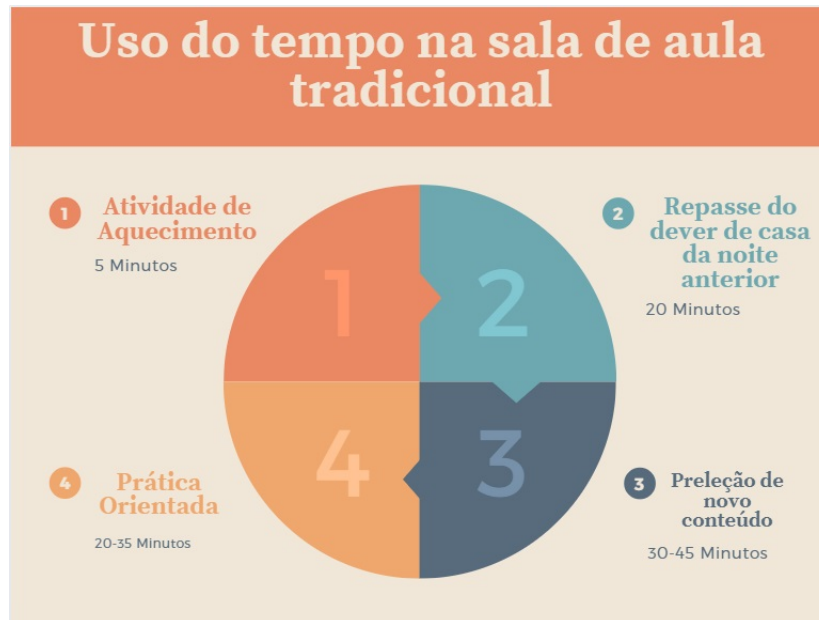 Uso do tempo na sala de aula
tradicional
1
Atividade de
Aquecimento
5 Minutos
2
Repasse do
dever de casa
da noite
anterior
20 Minutos
1
2
4
3
4
Prática
Orientada
20-35 Minutos
3
Preleção de
novo
conteúdo
30-45 Minutos